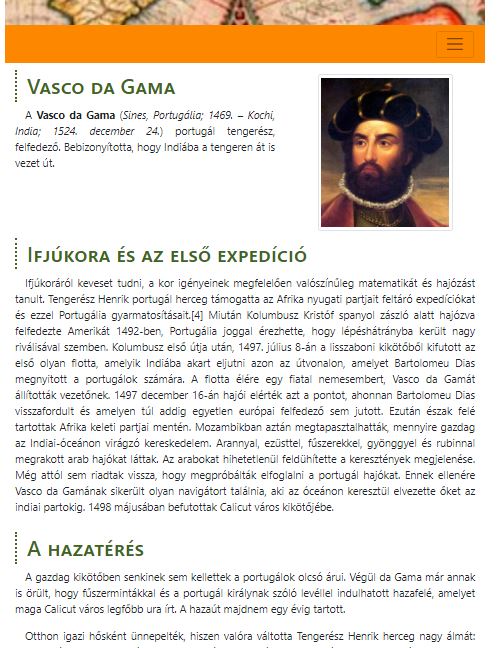 Vasco da Gama
A Vasco da Gama (Sines, Portugália; 1469. – Kochi,
India; 1524. december 24.) portugál tengerész,
felfedező. Bebizonyította, hogy Indiába a tengeren át is
vezet út.
Ifjúkora és az első expedíció
Ifjúkoráról keveset tudni, a kor igényeinek megfelelően valószínűleg matematikát és hajózást
tanult. Tengerész Henrik portugál herceg támogatta az Afrika nyugati partjait feltáró expedíciókat
és ezzel Portugália gyarmatosításait.[4] Miután Kolumbusz Kristóf spanyol zászló alatt hajózva
felfedezte Amerikát 1492-ben, Portugália joggal érezhette, hogy lépéshátrányba került nagy
riválisával szemben. Kolumbusz első útja után, 1497. július 8-án a lisszaboni kikötőből kifutott az
első olyan flotta, amelyik Indiába akart eljutni azon az útvonalon, amelyet Bartolomeu Dias
megnyitott a portugálok számára. A flotta élére egy fiatal nemesembert, Vasco da Gamát
állították vezetőnek. 1497 december 16-án hajói elérték azt a pontot, ahonnan Bartolomeu Dias
visszafordult és amelyen túl addig egyetlen európai felfedező sem jutott. Ezután észak felé
tartottak Afrika keleti partjai mentén. Mozambikban aztán megtapasztalhatták, mennyire gazdag
az Indiai-óceánon virágzó kereskedelem. Arannyal, ezüsttel, fűszerekkel, gyönggyel és rubinnal
megrakott arab hajókat láttak. Az arabokat hihetetlenül feldühítette a keresztények megjelenése.
Még attól sem riadtak vissza, hogy megpróbálták elfoglalni a portugál hajókat. Ennek ellenére
Vasco da Gamának sikerült olyan navigátort találnia, aki az óceánon keresztül elvezette őket az
indiai partokig. 1498 májusában befutottak Calicut város kikötőjébe.
A hazatérés
A gazdag kikötőben senkinek sem kellettek a portugálok olcsó árui. Végül da Gama már annak
is örült, hogy fűszermintákkal és a portugál királynak szóló levéllel indulhatott hazafelé, amelyet
maga Calicut város legfőbb ura írt. A hazaút majdnem egy évig tartott.
Otthon igazi hősként ünnepelték, hiszen valóra váltotta Tengerész Henrik herceg nagy álmát: